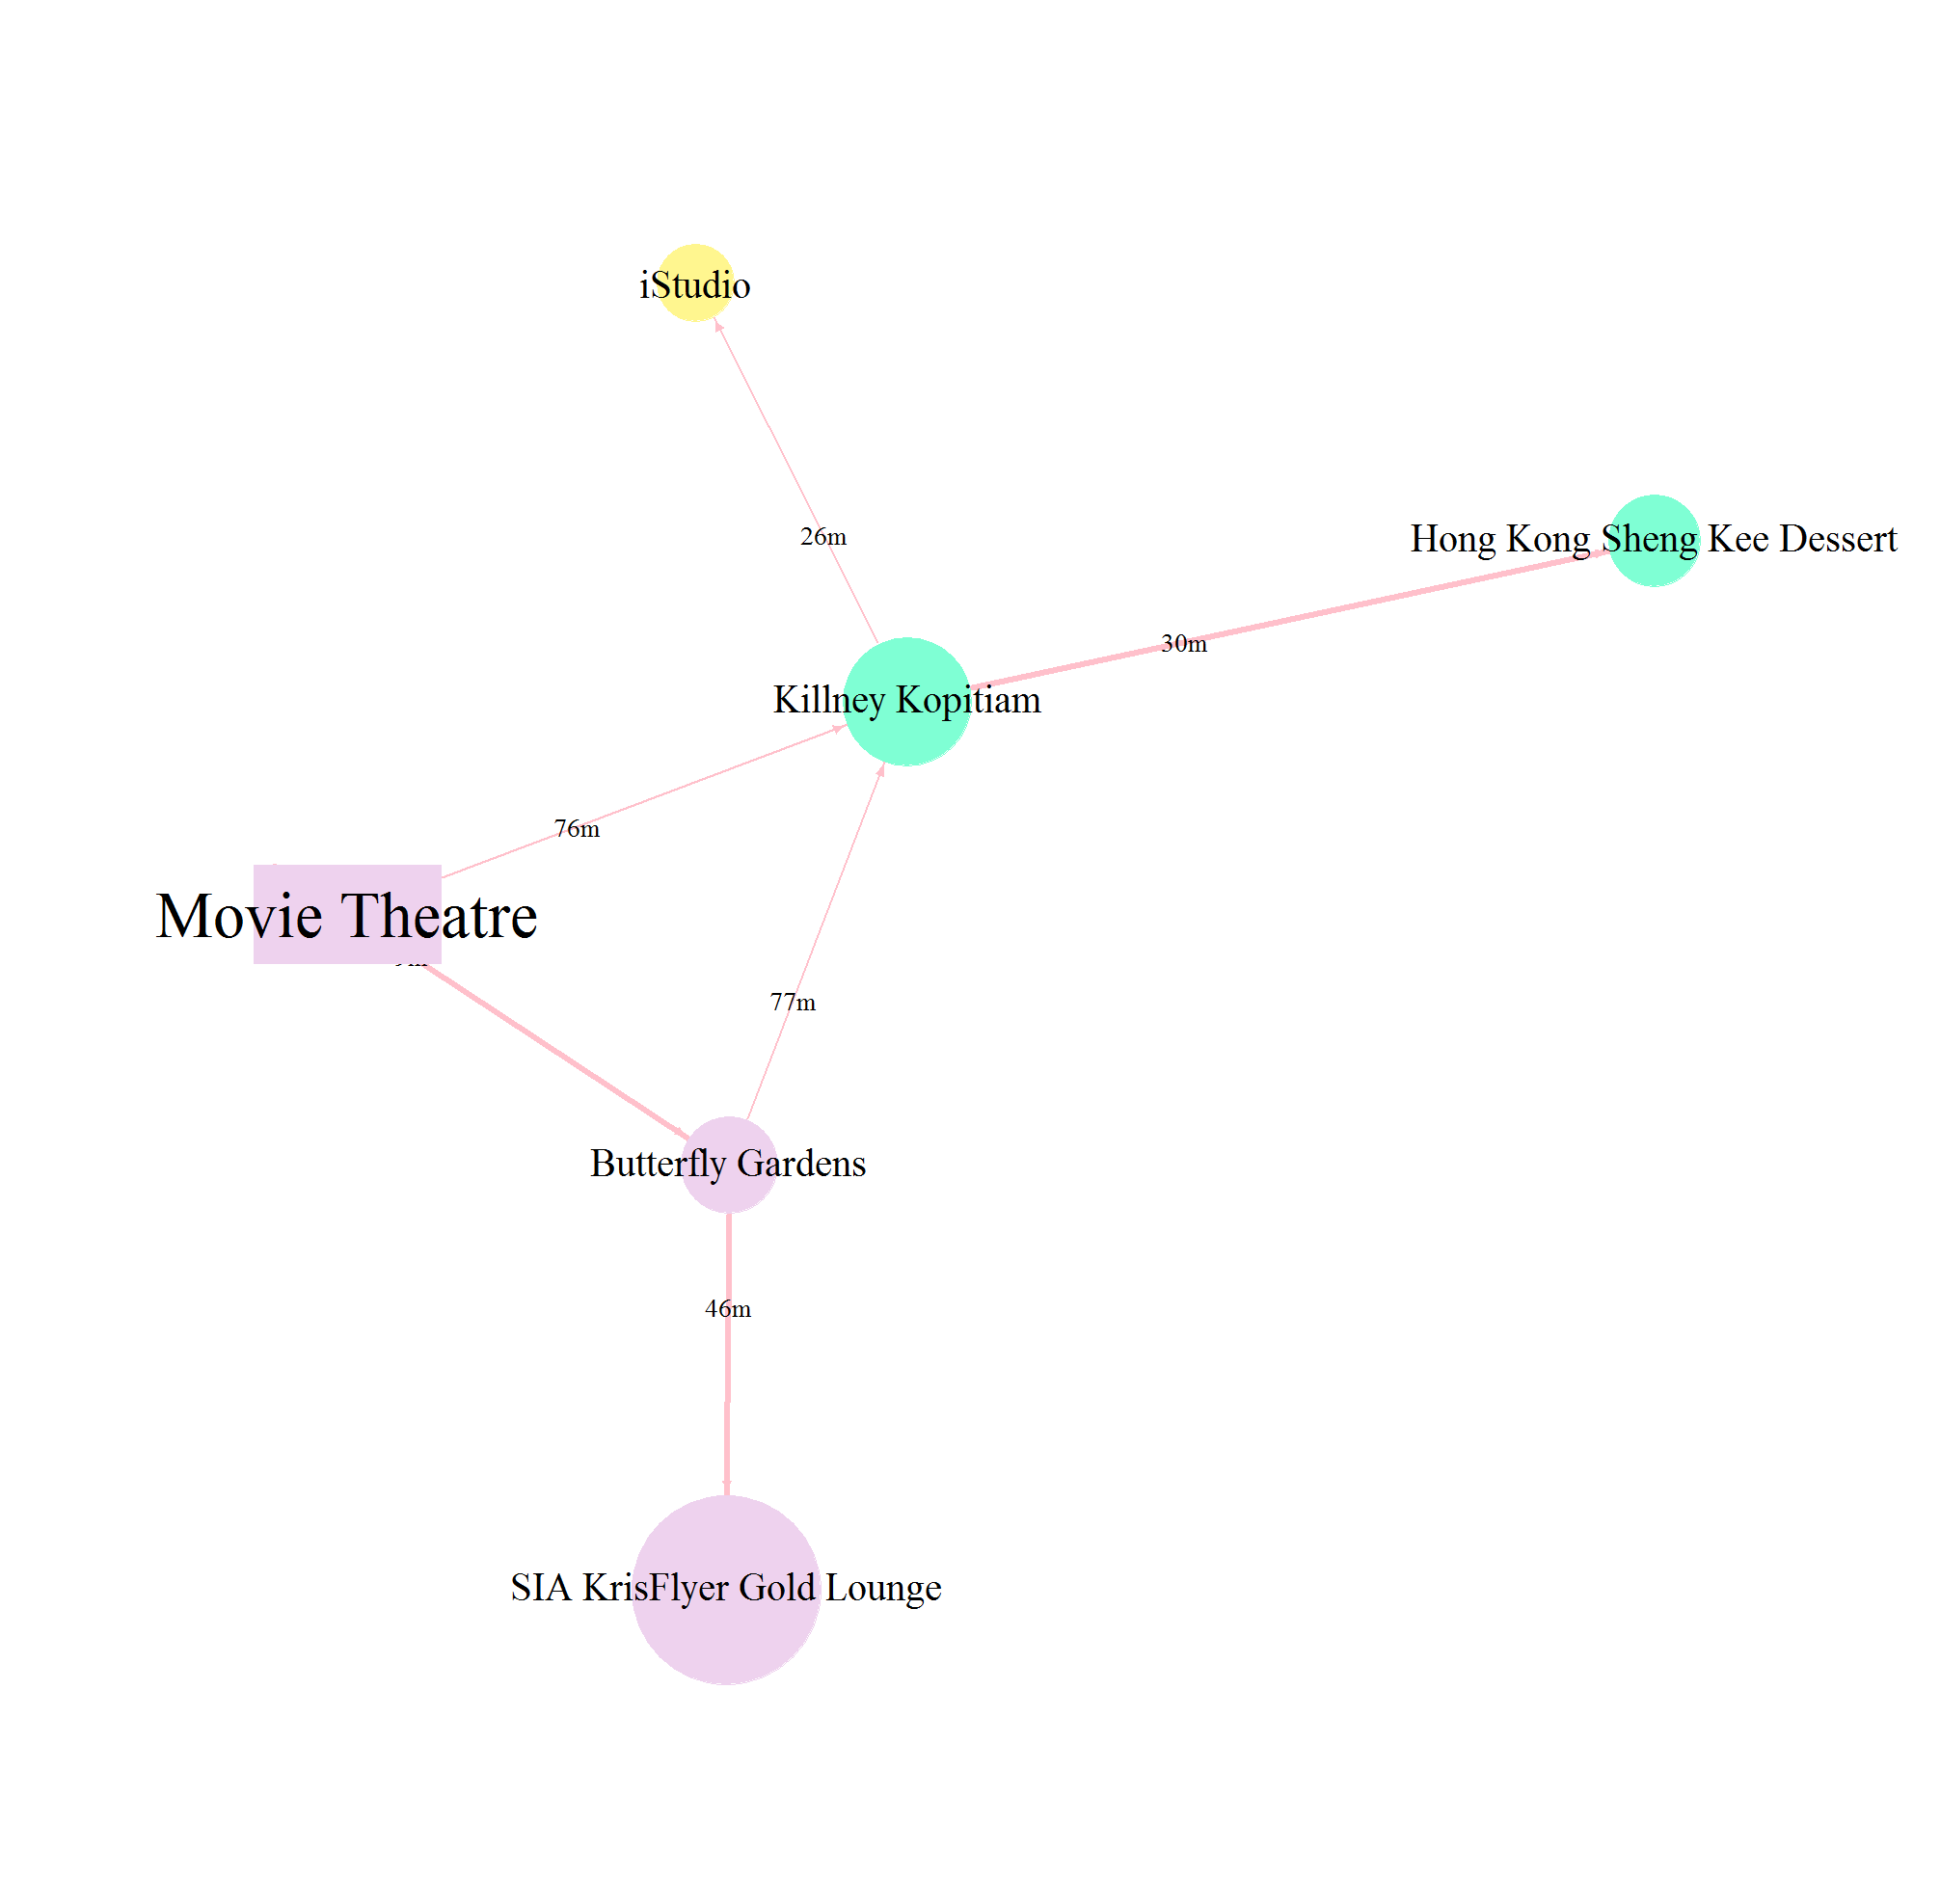 iStudio
26m
Hong Kong Sheng Kee Dessert
30m
Killney Kopitiam
76m
Movie Theatre
77m
Butterfly Gardens
46m
SIA KrisFlyer Gold Lounge